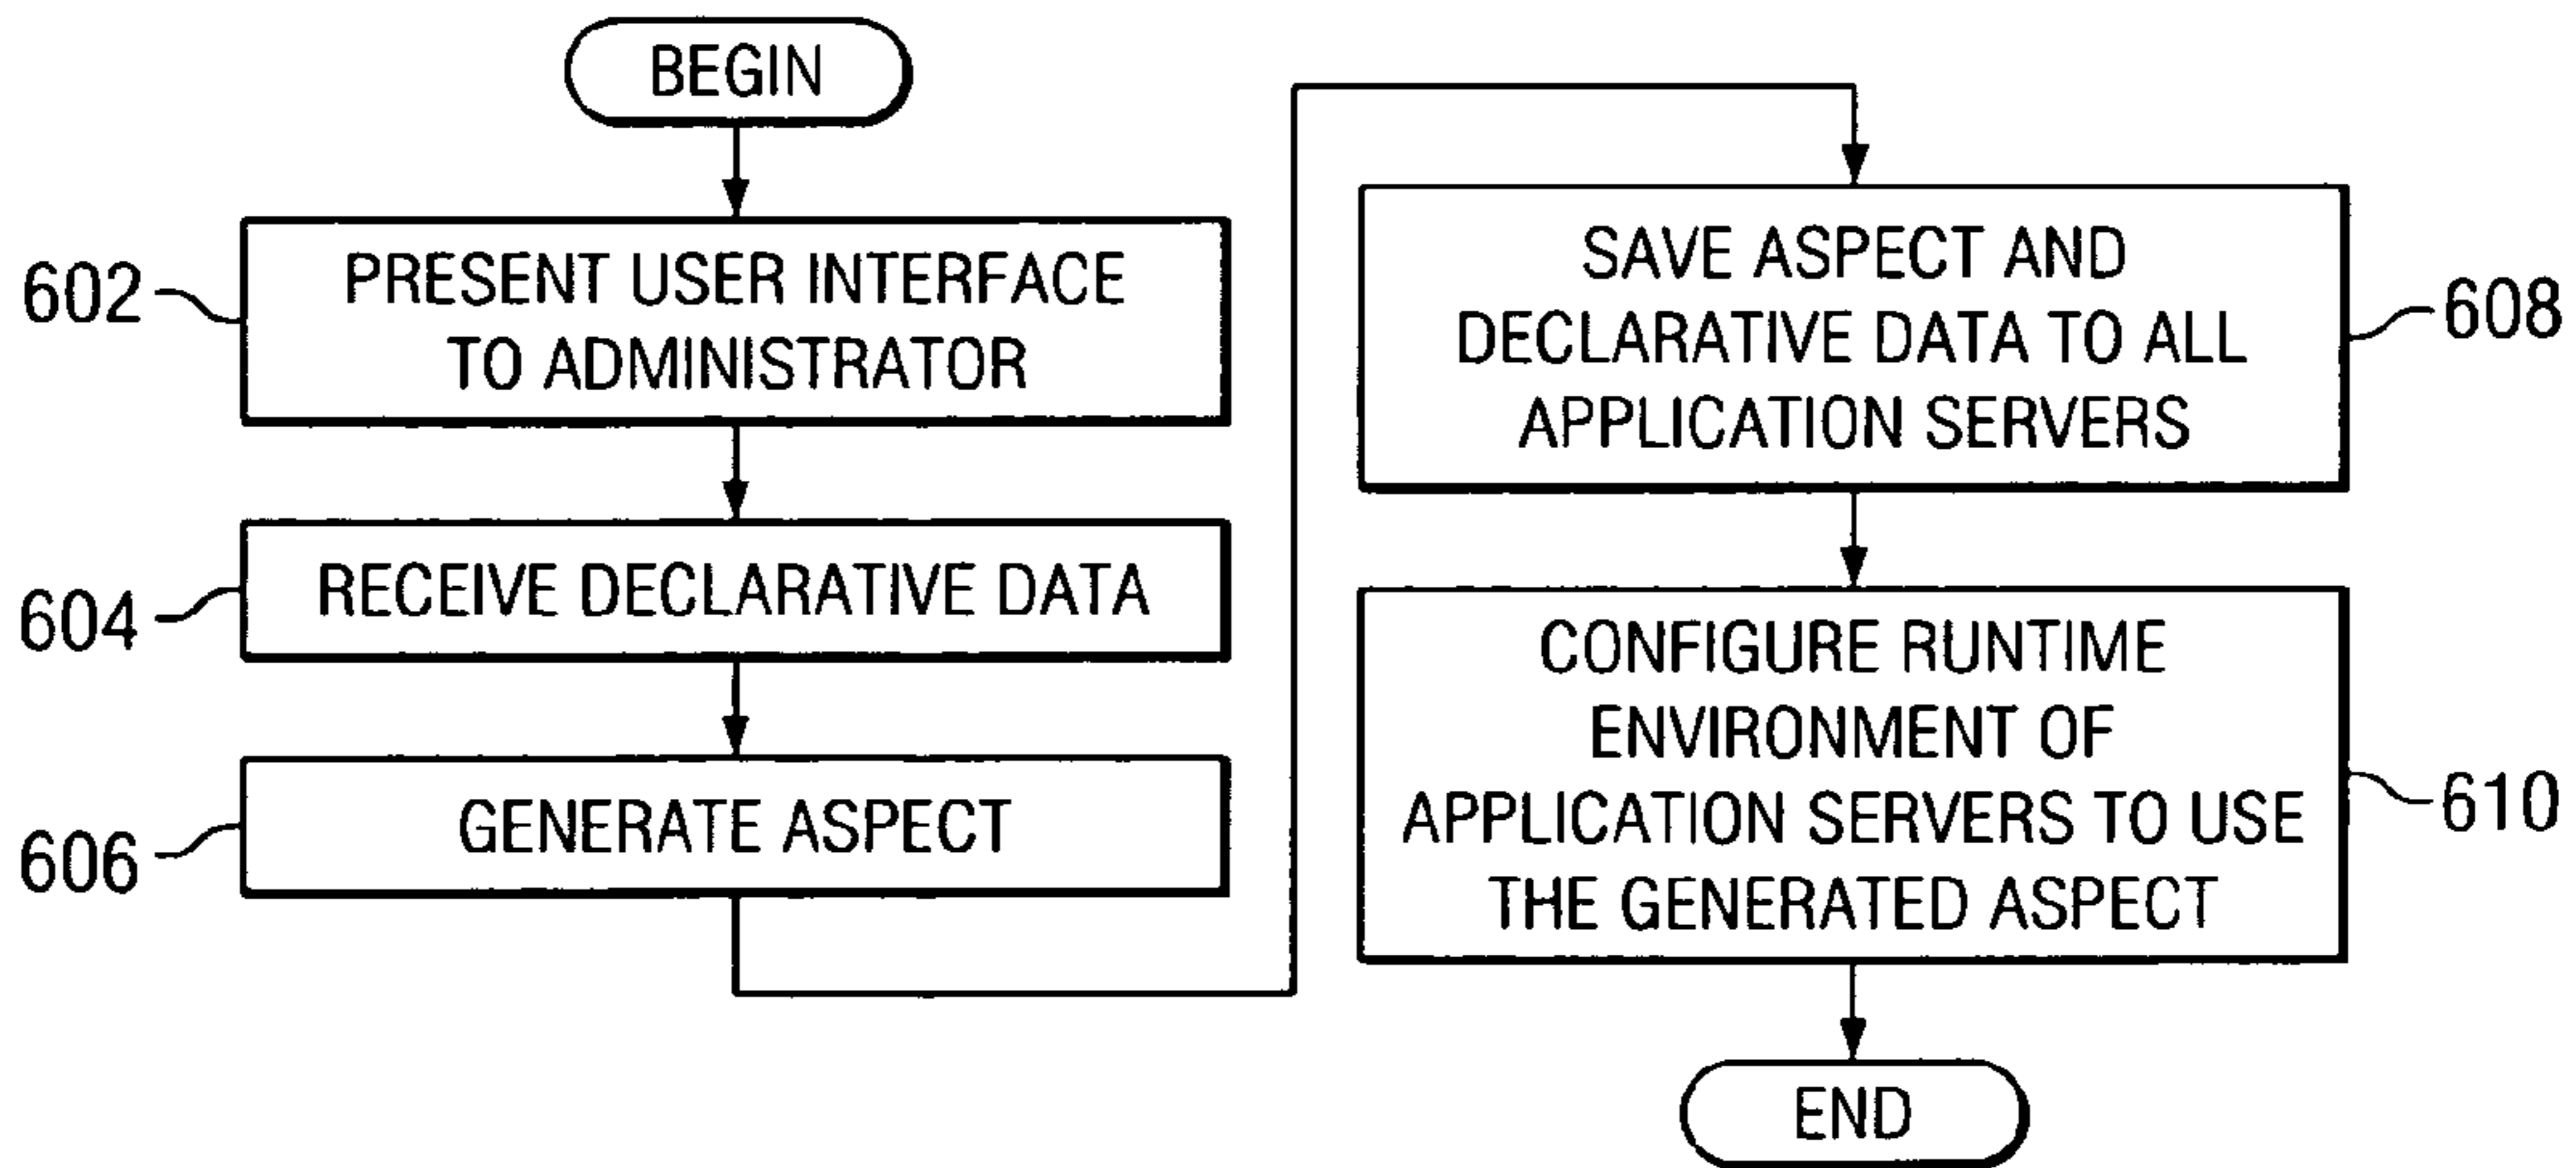 BEGIN
602
PRESENT USER INTERFACE
TO ADMINISTRATOR
604
RECEIVE DECLARATIVE DATA
606
GENERATE ASPECT
SAVE ASPECT AND
DECLARATIVE DATA TO ALL
APPLICATION SERVERS
608
CONFIGURE RUNTIME
ENVIRONMENT OF
APPLICATION SERVERS TO USE
THE GENERATED ASPECT
610
END